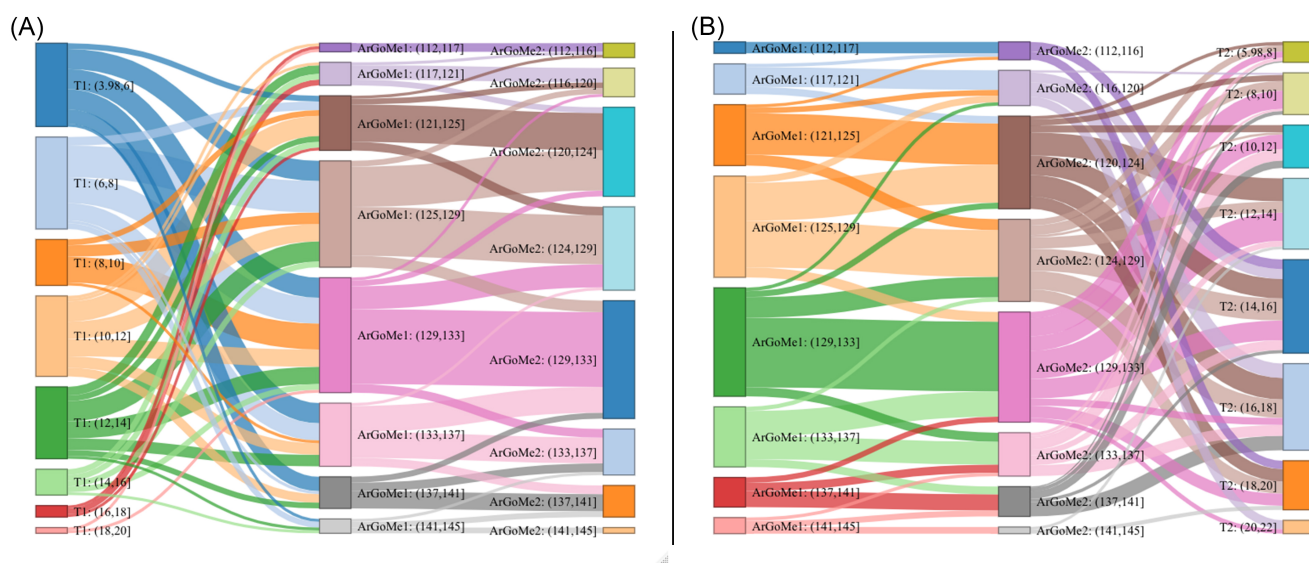 (A)
T1: (3.98,6]
T1: (6,8]
T1: (8,10]
T1: (10,12]
T1: (12,14]
T1: (14,16]
T1: (16,18]
T1: (18,20]
ArGoMe1: (112,117]
ArGoMe1: (117,121]
ArGoMe1: (121,125]
ArGoMe1: (125,129]
ArGoMe1: (129,133]
ArGoMe1: (133,137]
ArGoMe1: (137,141]
ArGoMe1: (141,145]
ArGoMe2: (112,116]
ArGoMe2: (116,120]
ArGoMe2: (120,124]
ArGoMe2: (124,129]
ArGoMe2: (129,133]
ArGoMe2: (133,137]
ArGoMe2: (137,141]
ArGoMe2: (141,145]
(B)
ArGoMe1: (112,117]
ArGoMe1: (117,121]
ArGoMe1: (121,125]
ArGoMe1: (125,129]
ArGoMe1: (129,133]
ArGoMe1: (133,137]
ArGoMe1: (137,141]
ArGoMe1: (141,145]
ArGoMe2: (112,116]
ArGoMe2: (116,120]
ArGoMe2: (120,124]
ArGoMe2: (124,129]
ArGoMe2: (129,133]
ArGoMe2: (133,137]
ArGoMe2: (137,141]
ArGoMe2: (141,145]
T2: (5.98,8]
T2: (8,10]
T2: (10,12]
T2: (12,14]
T2: (14,16]
T2: (16,18]
T2: (18,20]
T2: (20,22]